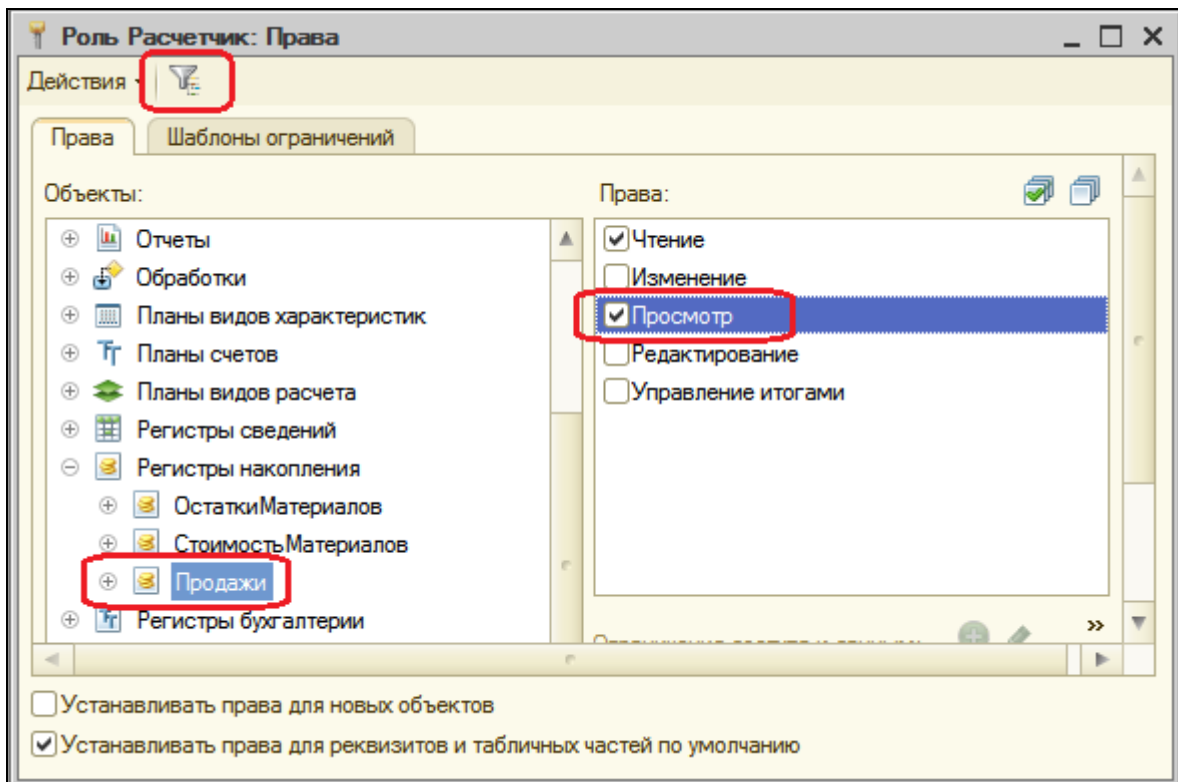 Роль Расчетчик: Права
Действия
Права
Шаблоны ограничений
Объекты:
Отчеты
Обработки
Планы видов характеристик
Планы счетов
Планы видов расчета
Регистры сведений
Регистры накопления
ОстаткиМатериалов
СтоимостьМатериалов
Продажи
Регистры бухгалтерии
Права:
Чтение
Изменение
Просмотр
Редактирование
Управление итогами
Устанавливать права для новых объектов
Устанавливать права для реквизитов и табличных частей по умолчанию